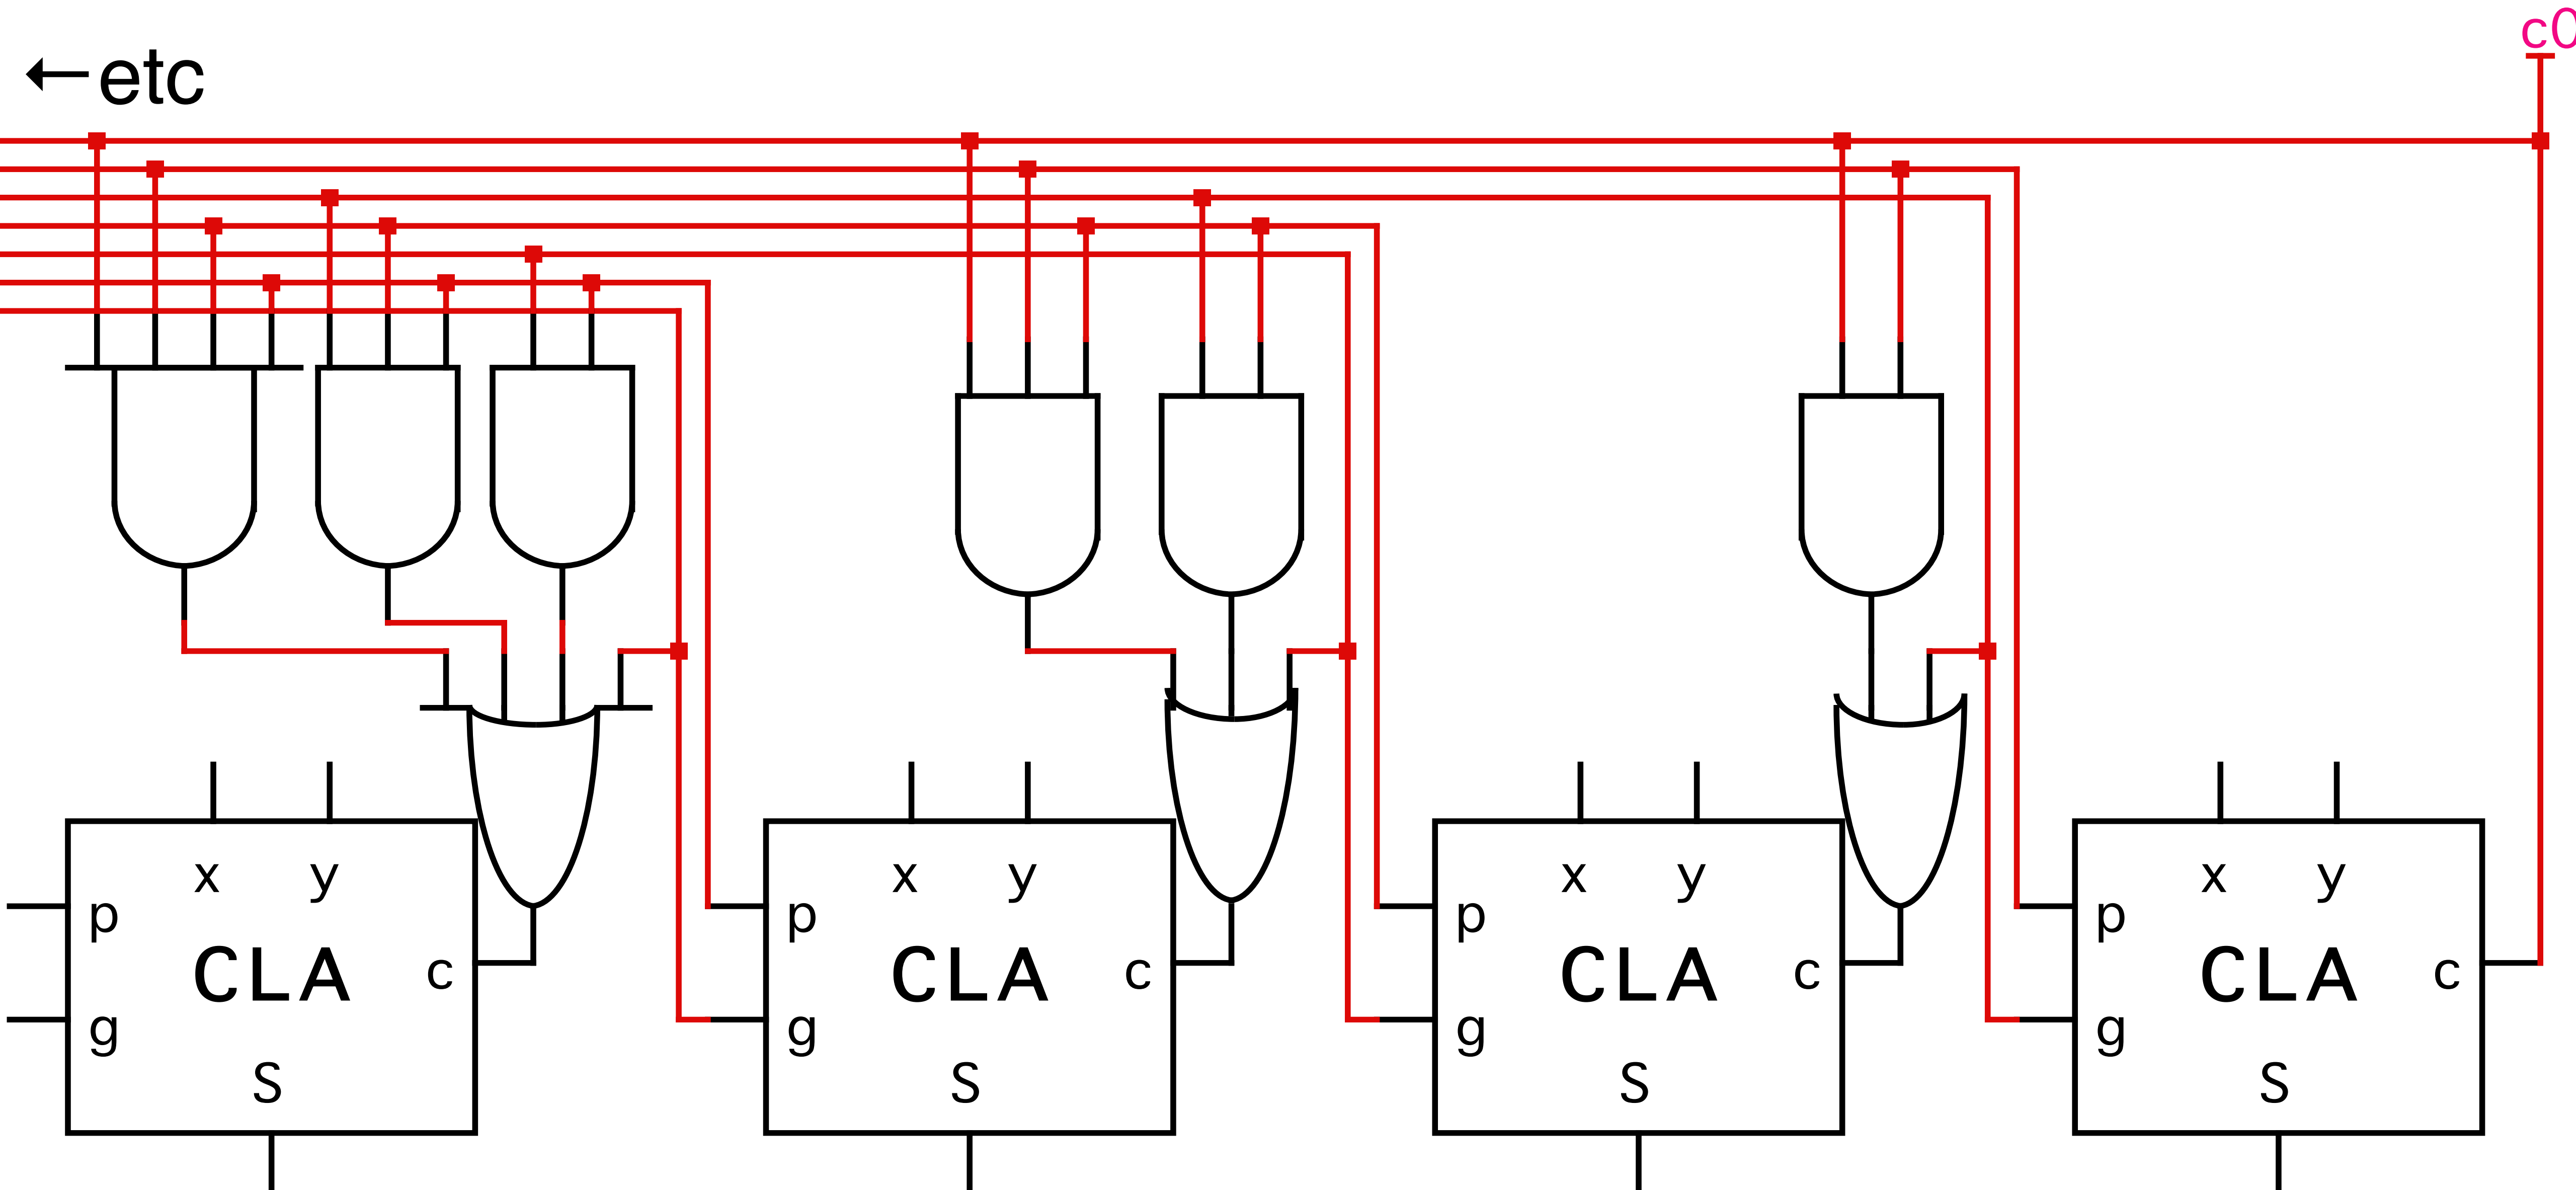 c0
←etc
x y x y x y x y
p p p p
CLA c CLA c CLA c CLA c
g g g g
S S S S